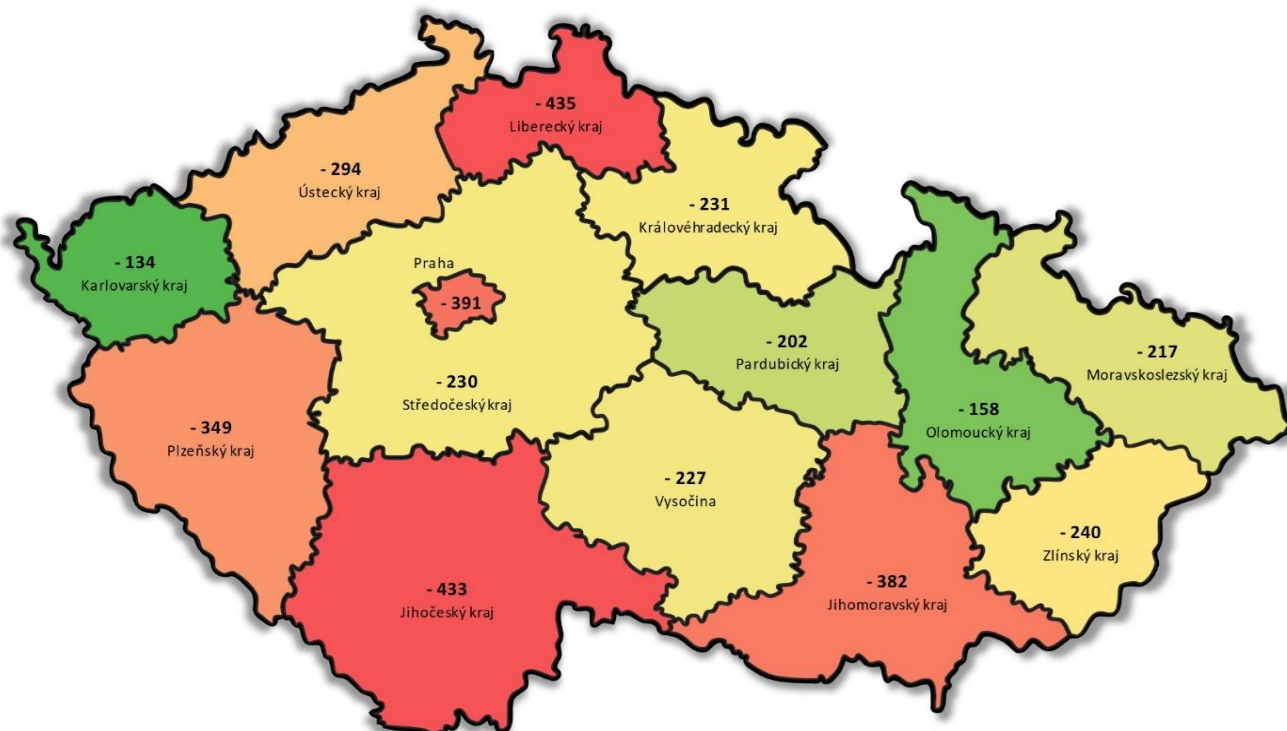 - 435
Liberecký kraj
- 294
Ústecký kraj
- 231
Královéhradecký kraj
- 134
Karlovarský kraj
Praha
- 391
- 202
Pardubický kraj
- 217
Moravskoslezský kraj
- 230
Středočeský kraj
- 158
Olomoucký kraj
- 349
Plzeňský kraj
- 227
Vysočina
- 240
Zlínský kraj
- 433
Jihočeský kraj
- 382
Jihomoravský kraj